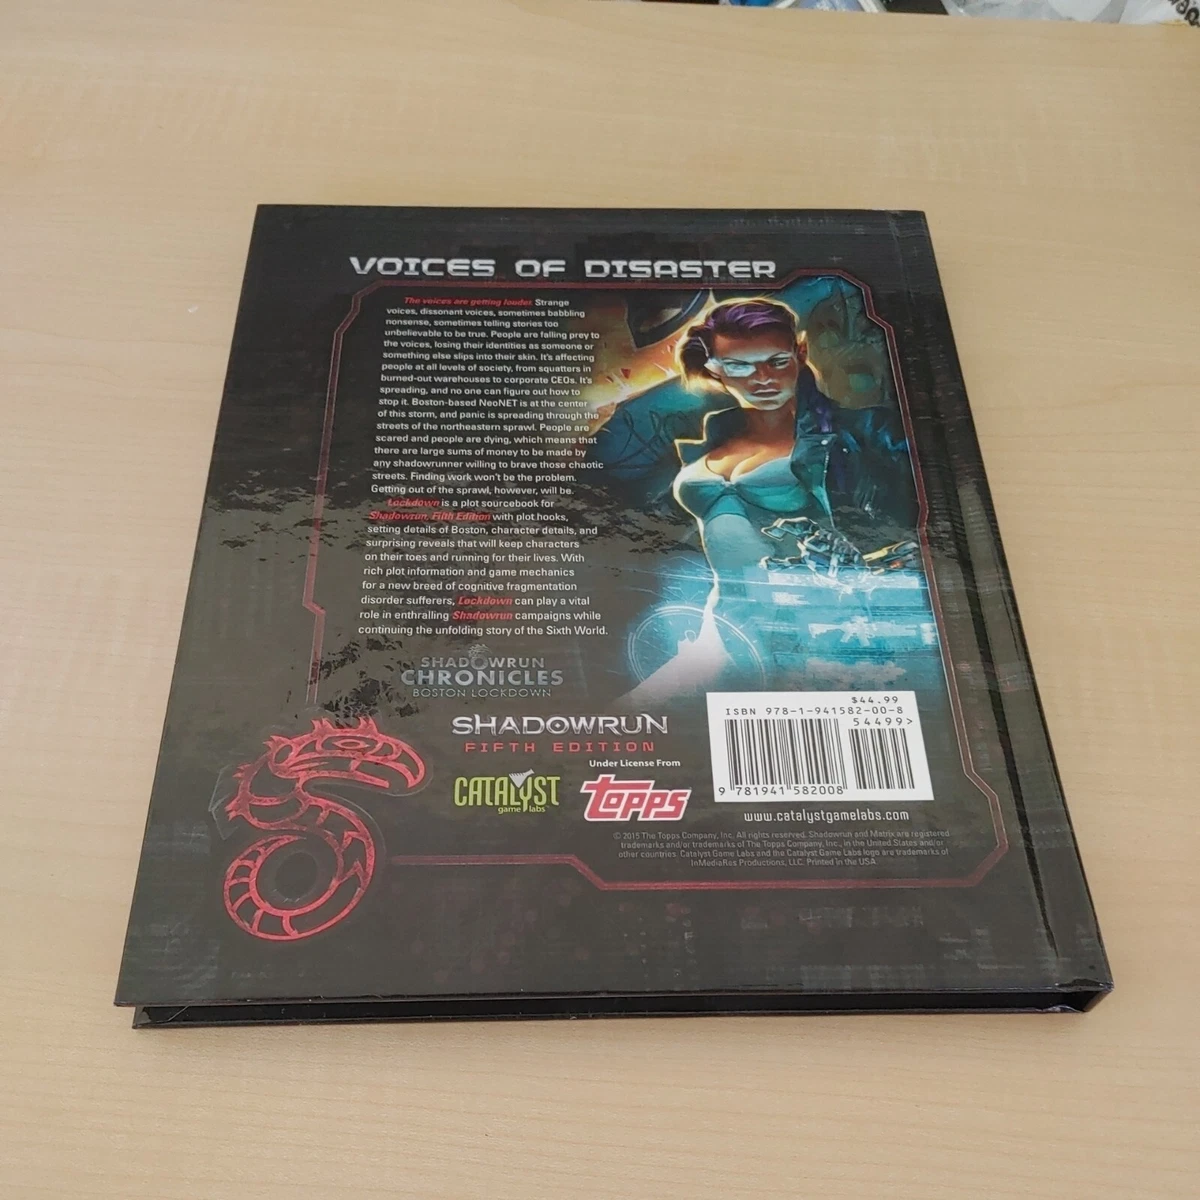 VOICES OF DISASTER
The voices are getting louder. Strange
voices, dissonant voices, sometimes babbling
nonsense, sometimes telling stories too
unbelievable to be true. People are falling prey to
the voices, losing their identities as someone or
something else slips into their skin. It's affecting
people at all levels of society, from squatters in
burned-out warehouses to corporate CEOs. It's
spreading, and no one can figure out how to
stop it. Boston-based NeoNET is at the center
of this storm, and panic is spreading through the
streets of the northeastern sprawl. People are
scared and people are dying, which means that
there are large sums of money to be made by
any shadowrunner willing to brave those chaotic
streets. Finding work won't be the problem.
Getting out of the sprawl, however, will be.
Lockdown is a plot sourcebook for
Shadowrun, Fifth Edition with plot hooks,
setting details of Boston, character details, and
surprising reveals that will keep characters
on their toes and running for their lives. With
rich plot information and game mechanics
for a new breed of cognitive fragmentation
disorder sufferers, Lockdown can play a vital
role in enthralling Shadowrun campaigns while
continuing the unfolding story of the Sixth World.
SHADOWRUN
CHRONICLES
BOSTON LOCKDOWN
SHADOWRUN
FIFTH EDITION
Under License From
CATALYST
game labs
TOPPS
$44.99
ISBN 978-1-941582-00-8
54499>
9 781941 582008
www.catalystgamelabs.com
© 2015 The Topps Company, Inc. All rights reserved. Shadowrun and Matrix are registered
trademarks and/or trademarks of The Topps Company, Inc., in the United States and/or
other countries. Catalyst Game Labs and the Catalyst Game Labs logo are trademarks of
InMediaRes Productions, LLC. Printed in the USA.